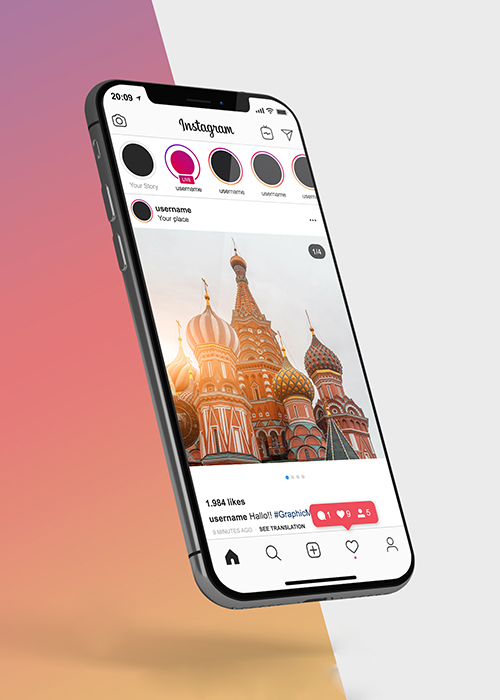 20:09
Instagram
LIVE
Your Story username username username
username
Your place
1/4
1.984 likes
username Hallo!! #GraphicM
1 9 5
9 MINUTES AGO SEE TRANSLATION